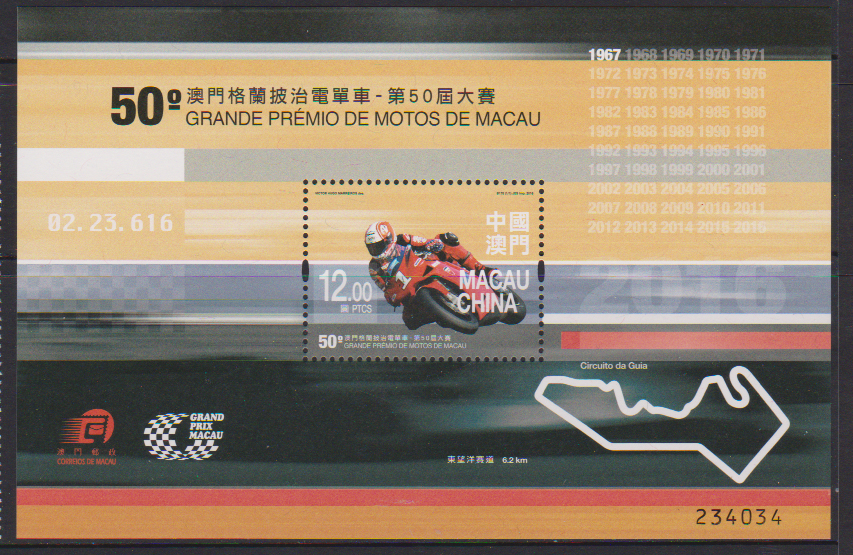 1967 1968 1969 1970 1971
1972 1973 1974 1975 1976
1977 1978 1979 1980 1981
1982 1983 1984 1985 1986
1987 1988 1989 1990 1991
1992 1993 1994 1995 1996
1997 1998 1999 2000 2001
2002 2003 2004 2005 2006
2007 2008 2009 2010 2011
2012 2013 2014 2015 2016
50º 澳門格蘭披治電單車 - 第50屆大賽
GRANDE PRÉMIO DE MOTOS DE MACAU
02.23.616
中國
澳門
12.00
圓 PTCS
MACAU
CHINA
1
2016
50º 澳門格蘭披治電單車 - 第50屆大賽
GRANDE PRÉMIO DE MOTOS DE MACAU
Circuito da Guia
澳門郵政
CORREIOS DE MACAU
GRAND
PRIX
MACAU
東望洋賽道 6.2 km
234034